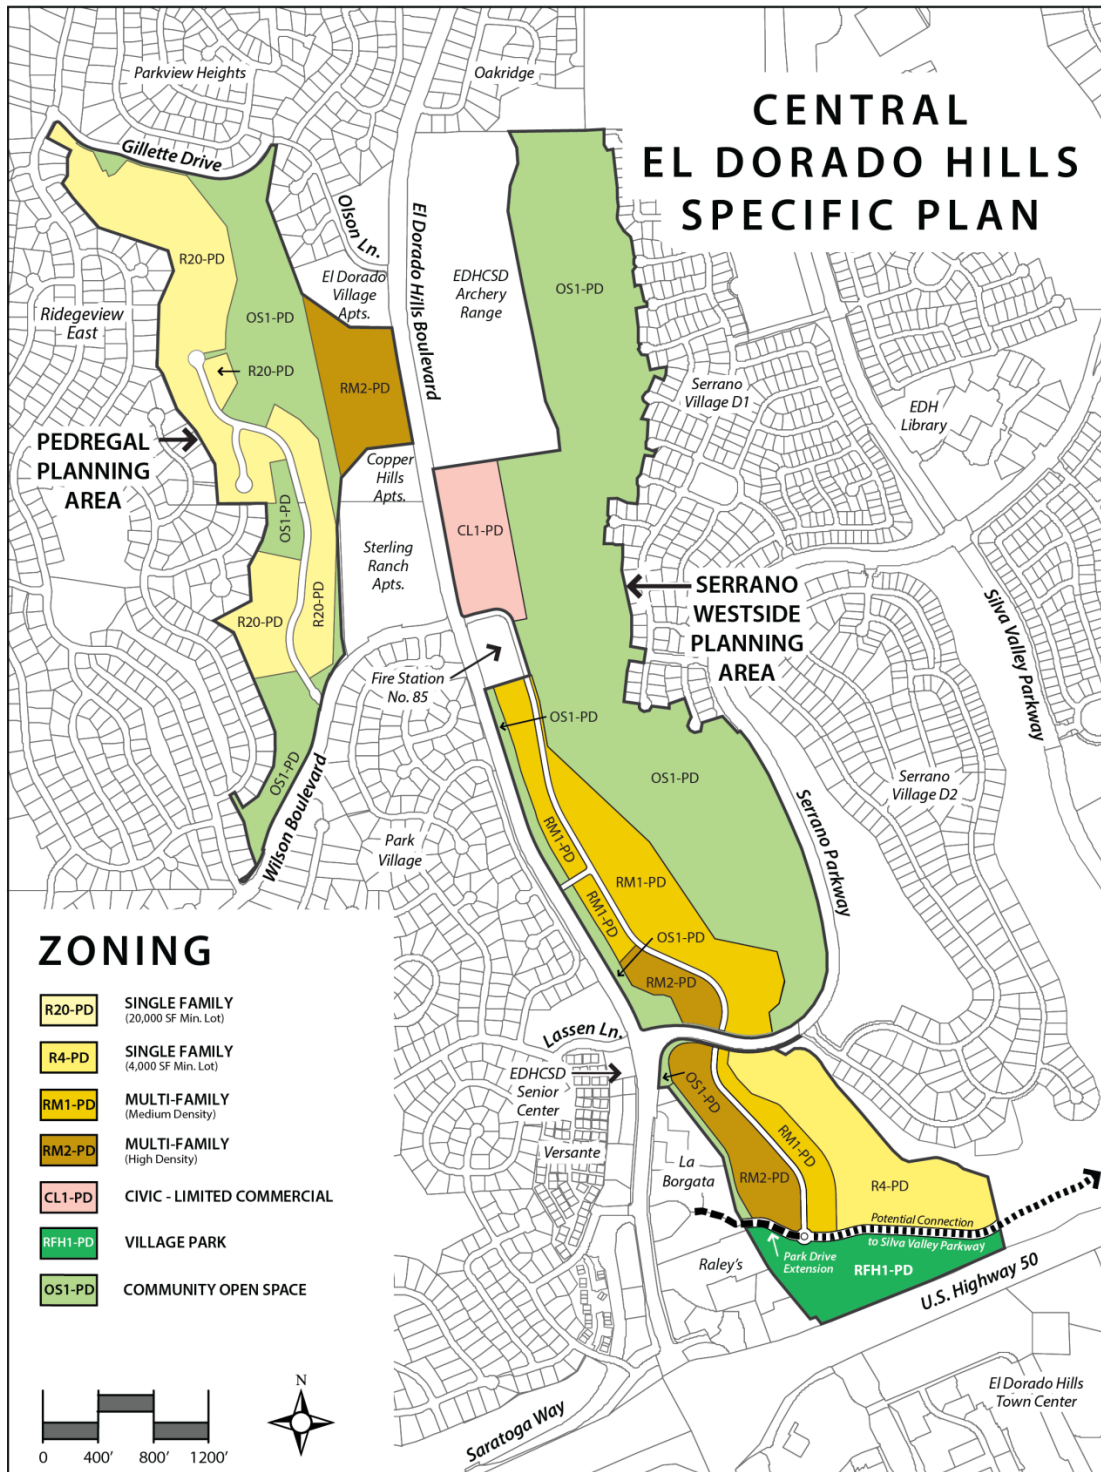 CENTRAL
EL DORADO HILLS
SPECIFIC PLAN
Parkview Heights
Oakridge
Gillette Drive
Olson Ln.
El Dorado Hills Boulevard
R20-PD
EDHCSD
Archery
Range
OS1-PD
El Dorado
Village
Apts.
Ridgeview
East
OS1-PD
R20-PD
RM2-PD
Serrano
Village D1
EDH
Library
PEDREGAL
PLANNING
AREA
Copper
Hills
Apts.
OS1-PD
CL1-PD
Sterling
Ranch
Apts.
R20-PD
R20-PD
SERRANO
WESTSIDE
PLANNING
AREA
Silva Valley Parkway
Fire Station
No. 85
OS1-PD
OS1-PD
OS1-PD
Wilson Boulevard
Serrano
Village D2
Serrano Parkway
Park
Village
RM1-PD
RM1-PD
RM1-PD
OS1-PD
RM2-PD
Lassen Ln.
EDHCSD
Senior
Center
OS1-PD
RM1-PD
Versante
La
Borgata
RM2-PD
R4-PD
Potential Connection
to Silva Valley Parkway
Park Drive
Extension
Raley's
RFH1-PD
U.S. Highway 50
El Dorado Hills
Town Center
Saratoga Way
ZONING
R20-PD
SINGLE FAMILY
(20,000 SF Min. Lot)
R4-PD
SINGLE FAMILY
(4,000 SF Min. Lot)
RM1-PD
MULTI-FAMILY
(Medium Density)
RM2-PD
MULTI-FAMILY
(High Density)
CL1-PD
CIVIC - LIMITED COMMERCIAL
RFH1-PD
VILLAGE PARK
OS1-PD
COMMUNITY OPEN SPACE
N
0 400' 800' 1200'